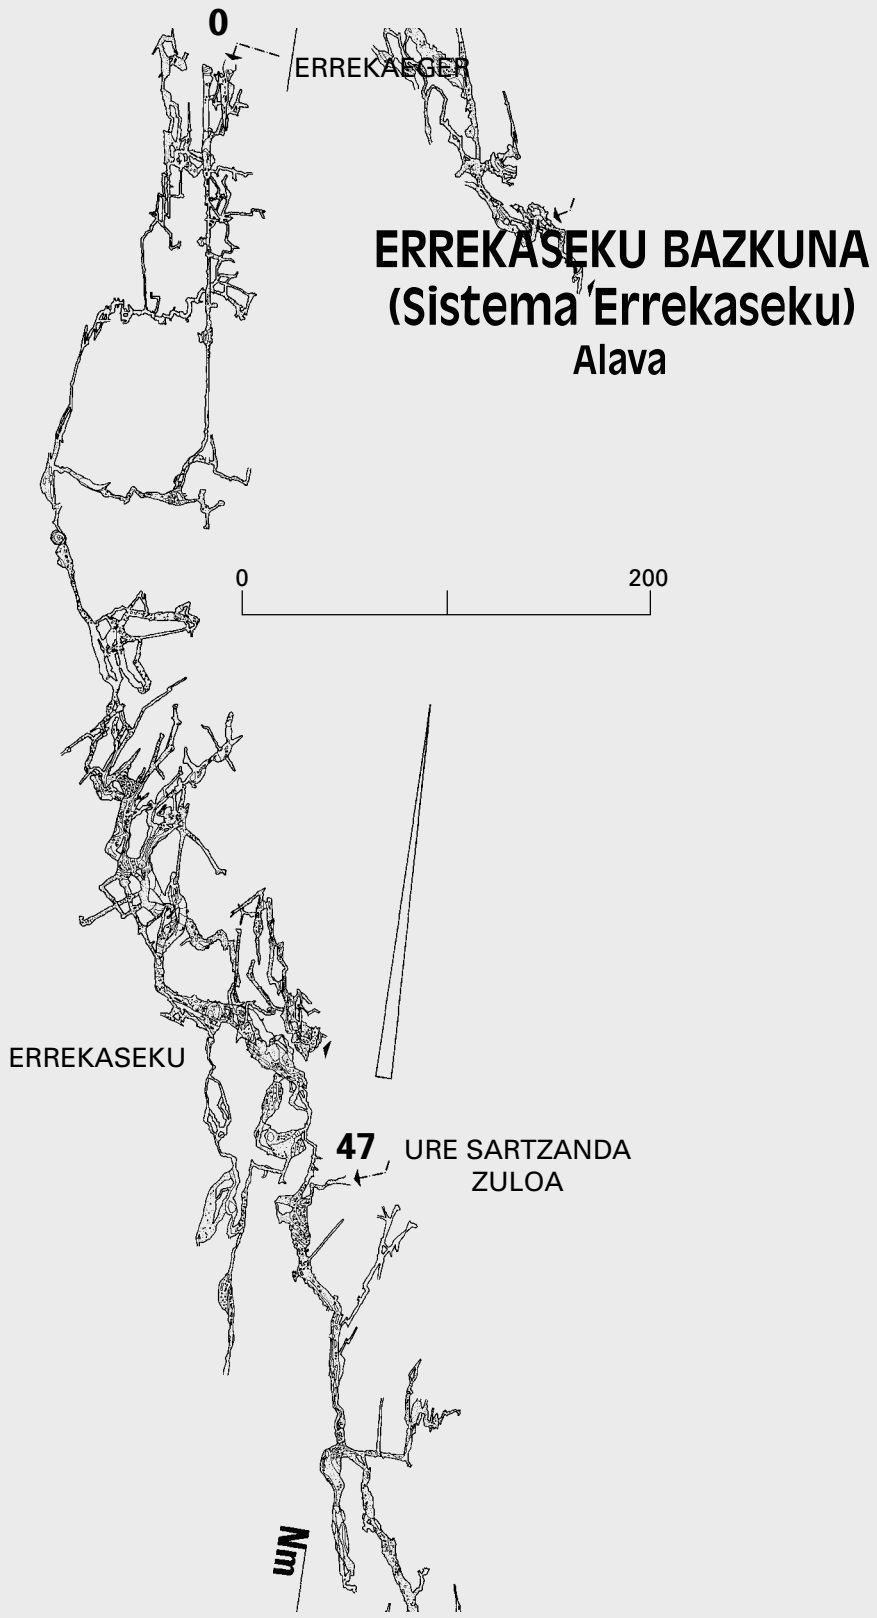 0
ERREKAEGER
ERREKASEKU BAZKUNA
(Sistema Errekaseku)
Alava
0 200
ERREKASEKU
47 URE SARTZANDA
ZULOA
Nm